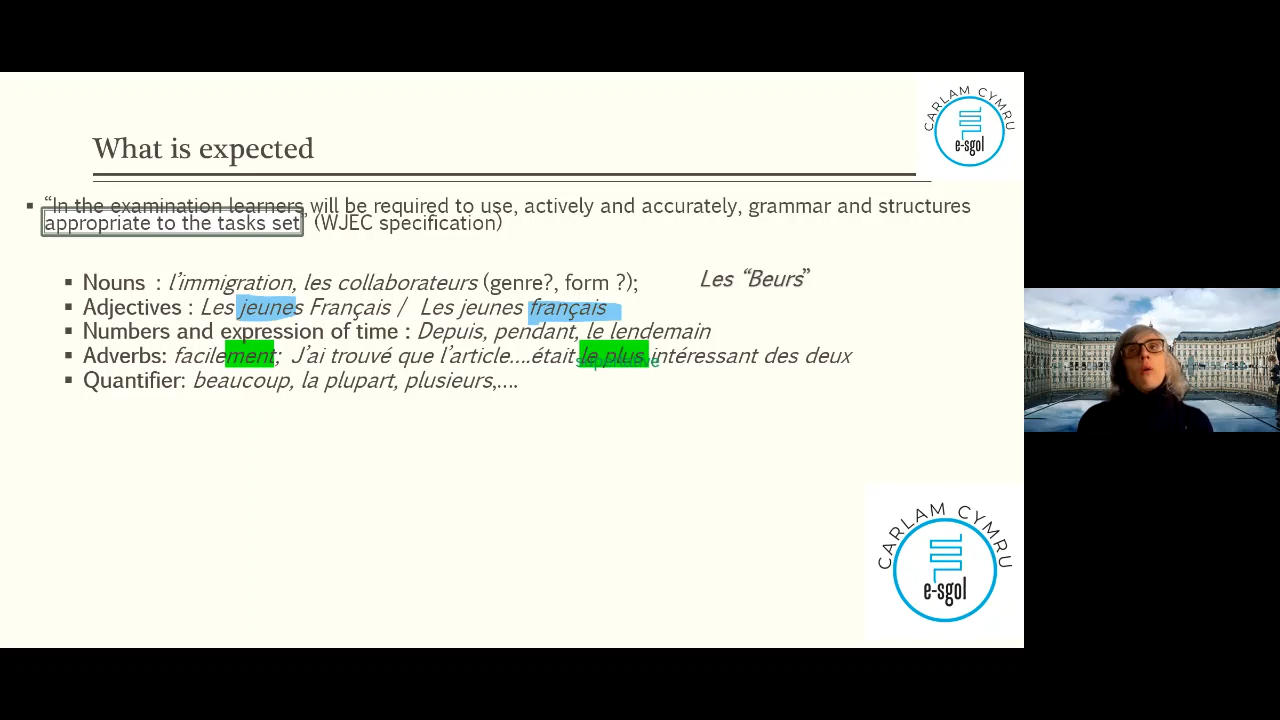 CARLAM CYMRU
e-sgol
What is expected
▪ “In the examination learners will be required to use, actively and accurately, grammar and structures
appropriate to the tasks set” (WJEC specification)
▪ Nouns : l’immigration, les collaborateurs (genre?, form ?); Les “Beurs”
▪ Adjectives : Les jeunes Français / Les jeunes français
▪ Numbers and expression of time : Depuis, pendant, le lendemain
▪ Adverbs: facilement; J’ai trouvé que l’article….était le plus intéressant des deux
superlative
▪ Quantifier: beaucoup, la plupart, plusieurs,….
CARLAM CYMRU
e-sgol